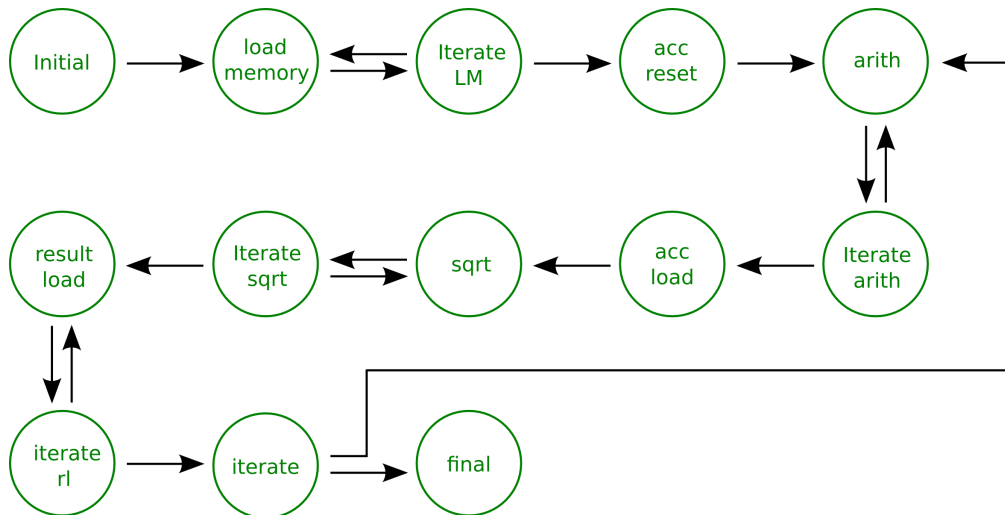 Initial
load
memory
Iterate
LM
acc
reset
arith
result
load
Iterate
sqrt
sqrt
acc
load
Iterate
arith
iterate
rl
iterate
final